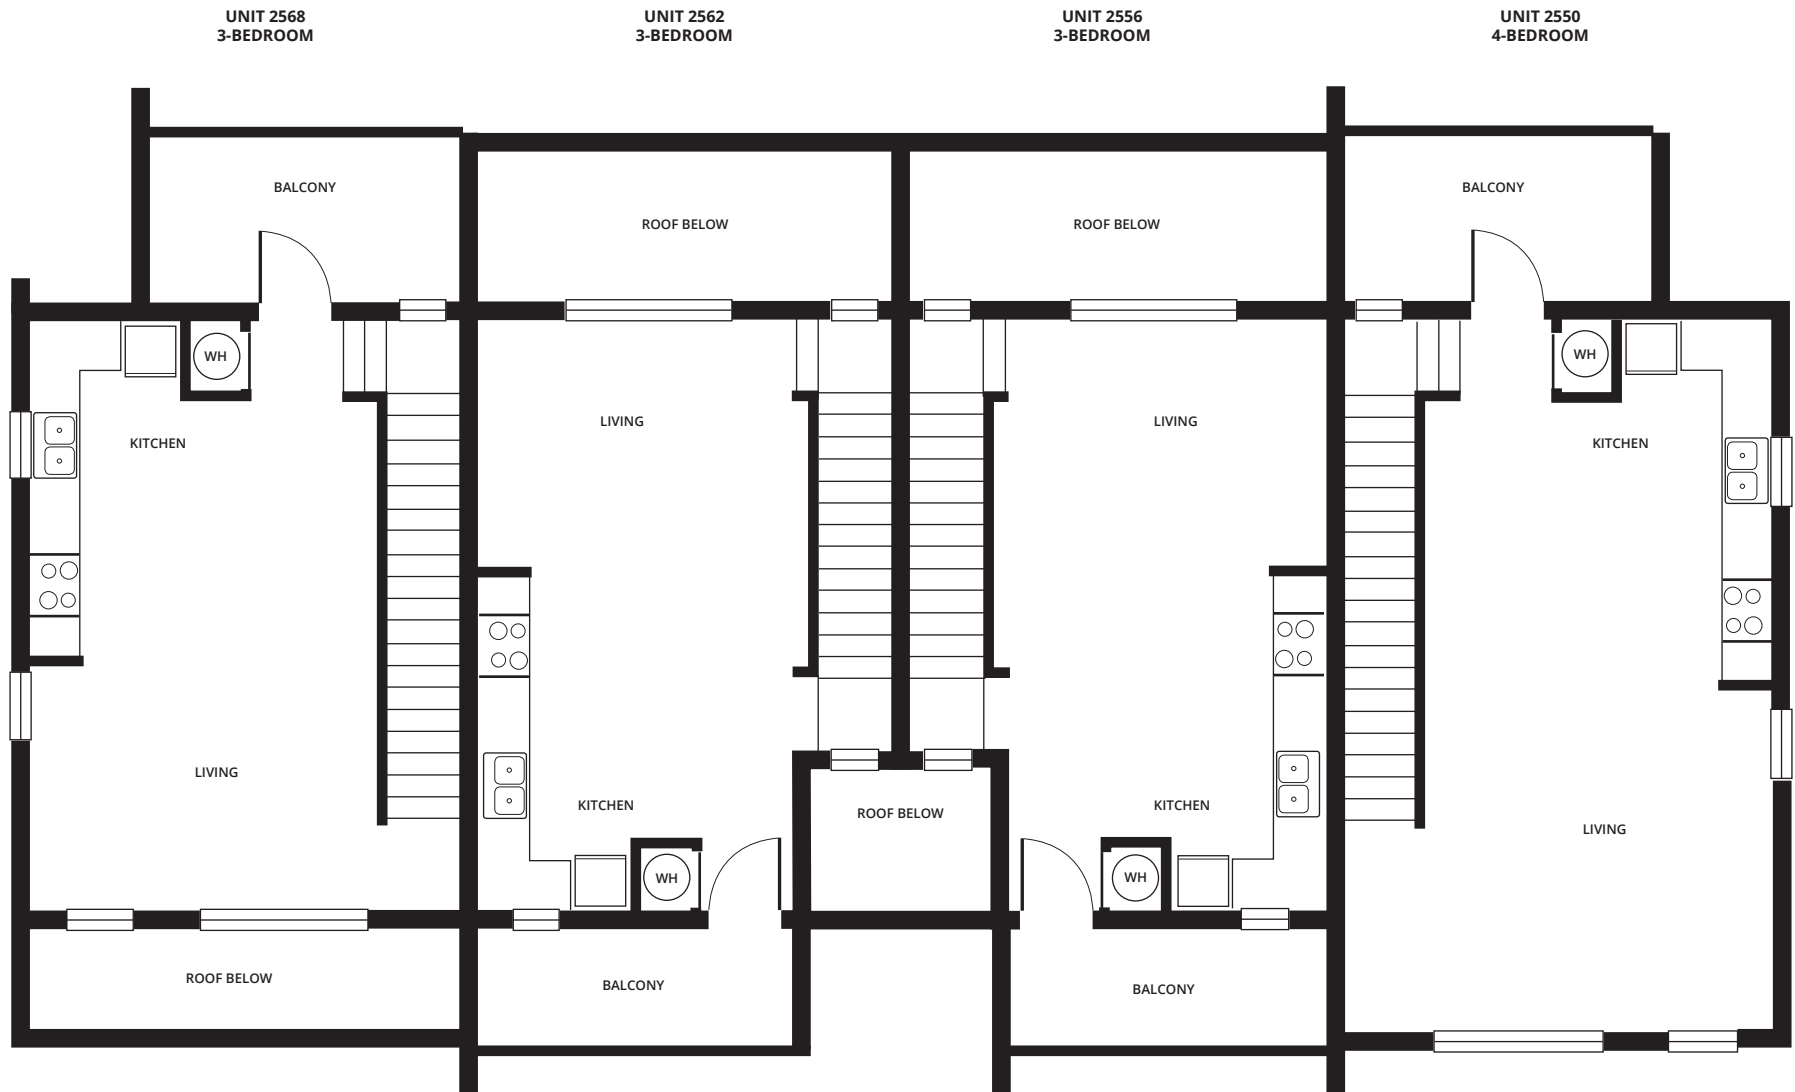 UNIT 2568
3-BEDROOM
UNIT 2562
3-BEDROOM
UNIT 2556
3-BEDROOM
UNIT 2550
4-BEDROOM
BALCONY
BALCONY
ROOF BELOW
ROOF BELOW
WH
WH
KITCHEN
LIVING
LIVING
KITCHEN
LIVING
KITCHEN
ROOF BELOW
KITCHEN
LIVING
WH
WH
ROOF BELOW
BALCONY
BALCONY